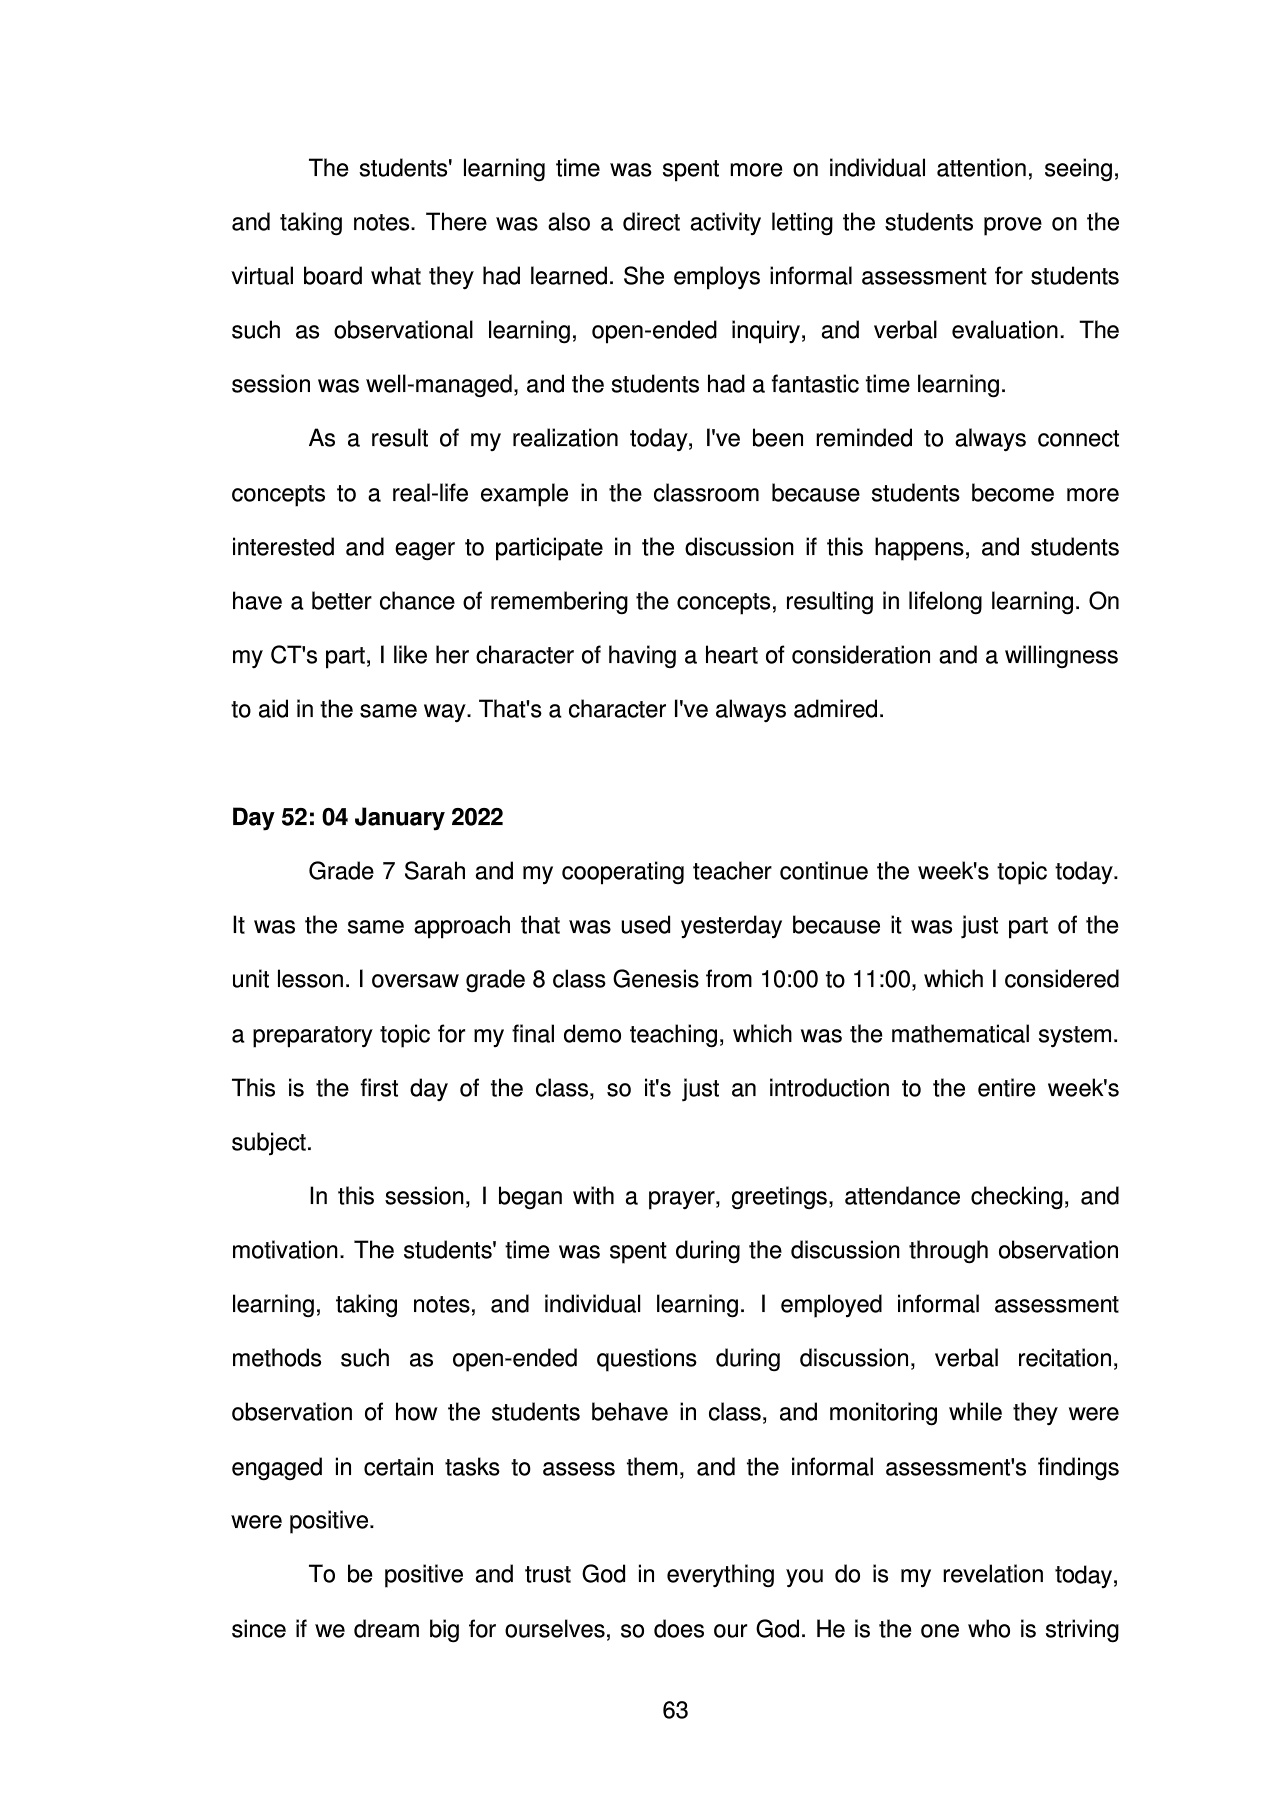 The students' learning time was spent more on individual attention, seeing,
and taking notes. There was also a direct activity letting the students prove on the
virtual board what they had learned. She employs informal assessment for students
such as observational learning, open-ended inquiry, and verbal evaluation. The
session was well-managed, and the students had a fantastic time learning.
As a result of my realization today, I've been reminded to always connect
concepts to a real-life example in the classroom because students become more
interested and eager to participate in the discussion if this happens, and students
have a better chance of remembering the concepts, resulting in lifelong learning. On
my CT's part, I like her character of having a heart of consideration and a willingness
to aid in the same way. That's a character I've always admired.
Day 52: 04 January 2022
Grade 7 Sarah and my cooperating teacher continue the week's topic today.
It was the same approach that was used yesterday because it was just part of the
unit lesson. I oversaw grade 8 class Genesis from 10:00 to 11:00, which I considered
a preparatory topic for my final demo teaching, which was the mathematical system.
This is the first day of the class, so it's just an introduction to the entire week's
subject.
In this session, I began with a prayer, greetings, attendance checking, and
motivation. The students' time was spent during the discussion through observation
learning, taking notes, and individual learning. I employed informal assessment
methods such as open-ended questions during discussion, verbal recitation,
observation of how the students behave in class, and monitoring while they were
engaged in certain tasks to assess them, and the informal assessment's findings
were positive.
To be positive and trust God in everything you do is my revelation today,
since if we dream big for ourselves, so does our God. He is the one who is striving
63